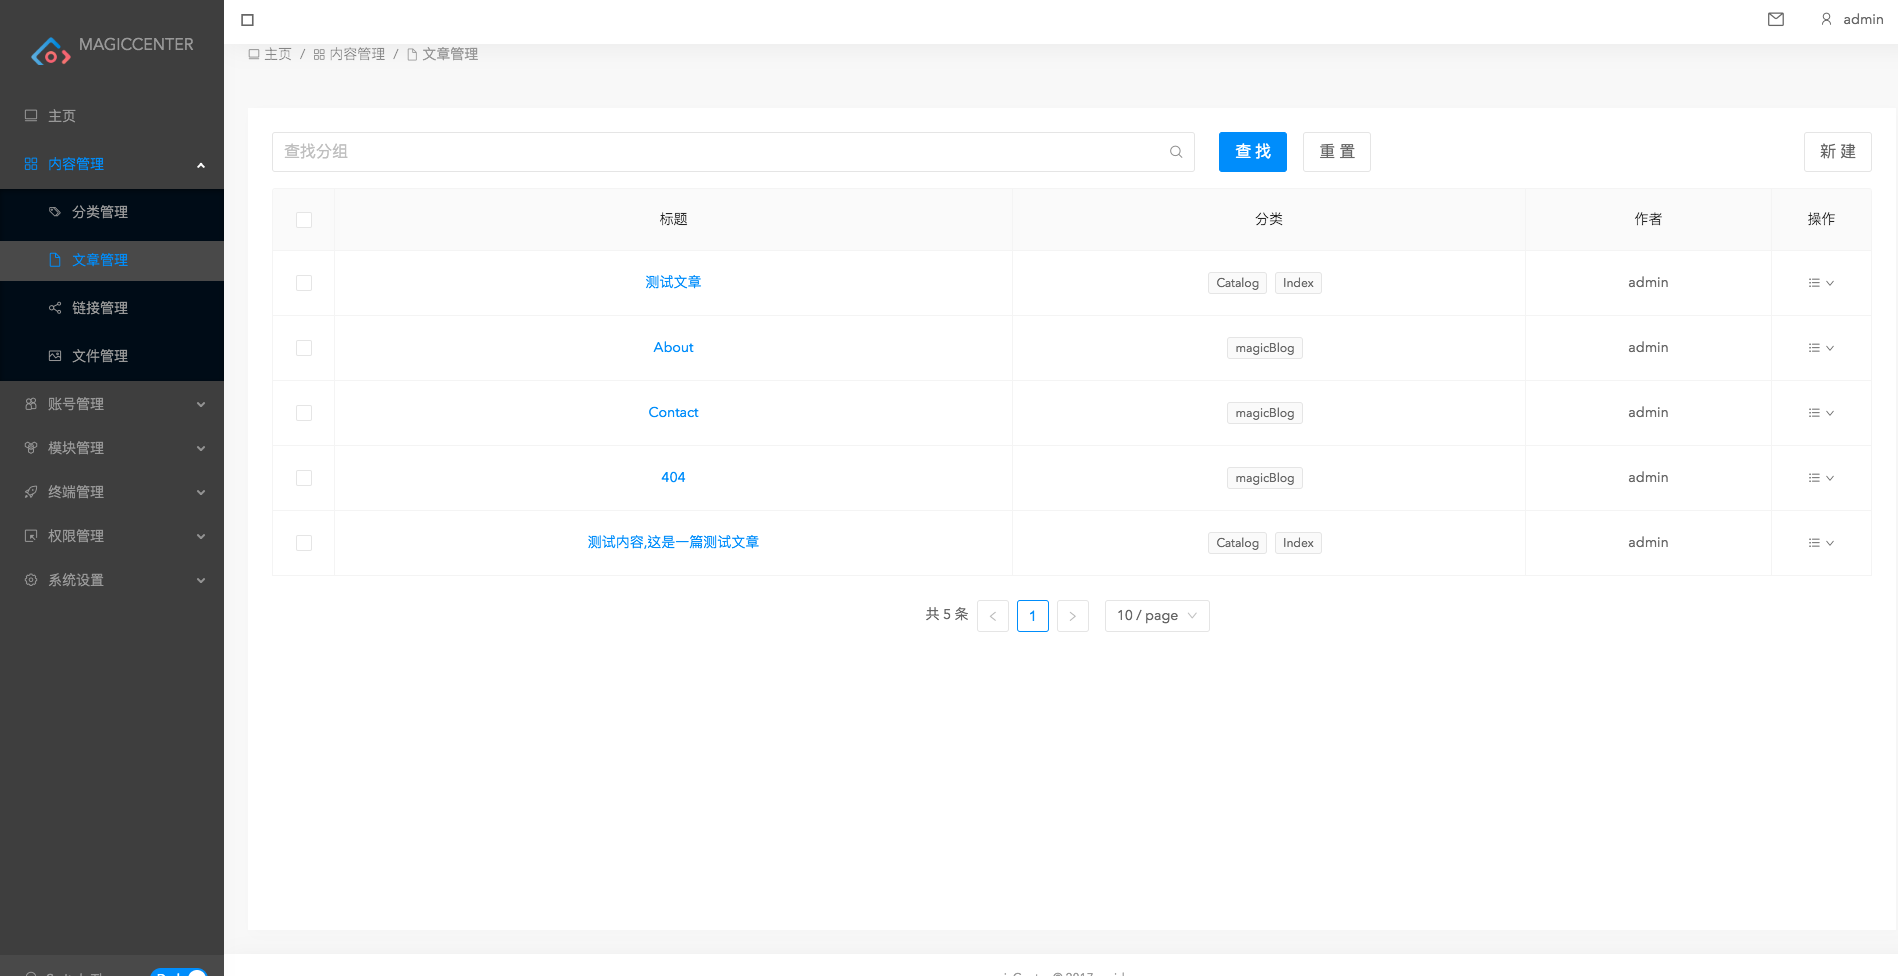 MAGICCENTER
主页
内容管理
分类管理
文章管理
链接管理
文件管理
账号管理
模块管理
终端管理
权限管理
系统设置
admin
主页 / 内容管理 / 文章管理
查找分组
查 找
重 置
新 建
标题 分类 作者 操作
测试文章 Catalog Index admin
About magicBlog admin
Contact magicBlog admin
404 magicBlog admin
测试内容,这是一篇测试文章 Catalog Index admin
共 5 条 1 10 / page